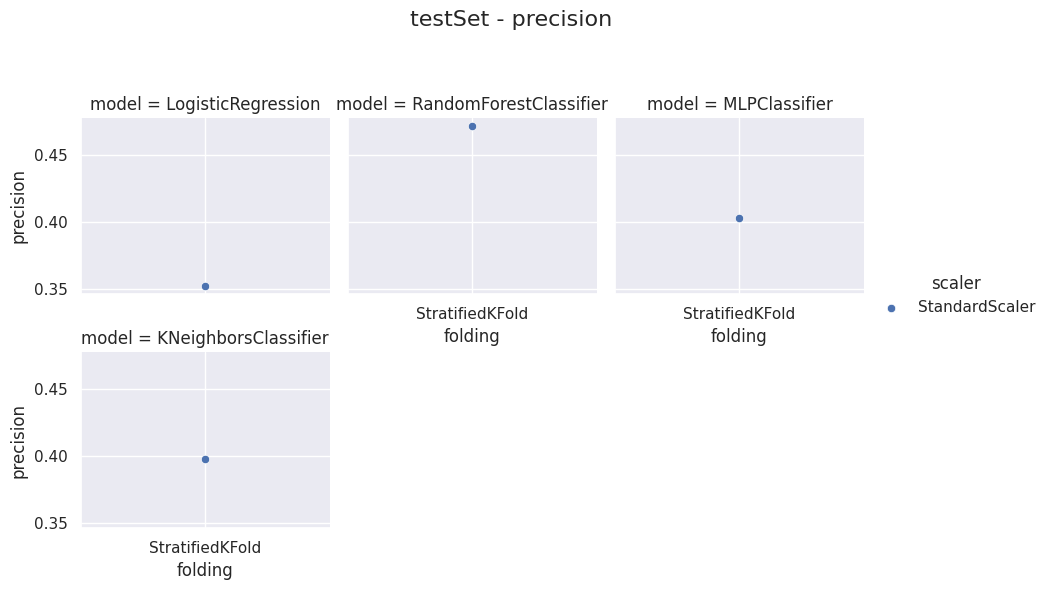 testSet - precision
model = LogisticRegression
model = RandomForestClassifier
model = MLPClassifier
0.45
0.40
0.35
precision
StratifiedKFold
folding
StratifiedKFold
folding
scaler
StandardScaler
model = KNeighborsClassifier
0.45
0.40
0.35
precision
StratifiedKFold
folding